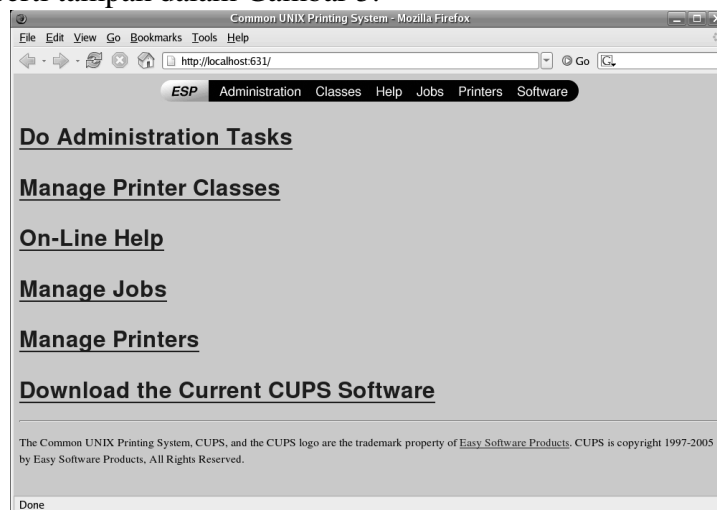 tampak dalam Gambar
Common UNIX Printing System - Mozilla Firefox
File Edit View Go Bookmarks Tools Help
http://localhost:631/ Go
ESP Administration Classes Help Jobs Printers Software
Do Administration Tasks
Manage Printer Classes
On-Line Help
Manage Jobs
Manage Printers
Download the Current CUPS Software
The Common UNIX Printing System, CUPS, and the CUPS logo are the trademark property of Easy Software Products. CUPS is copyright 1997-2005
by Easy Software Products, All Rights Reserved.
Done